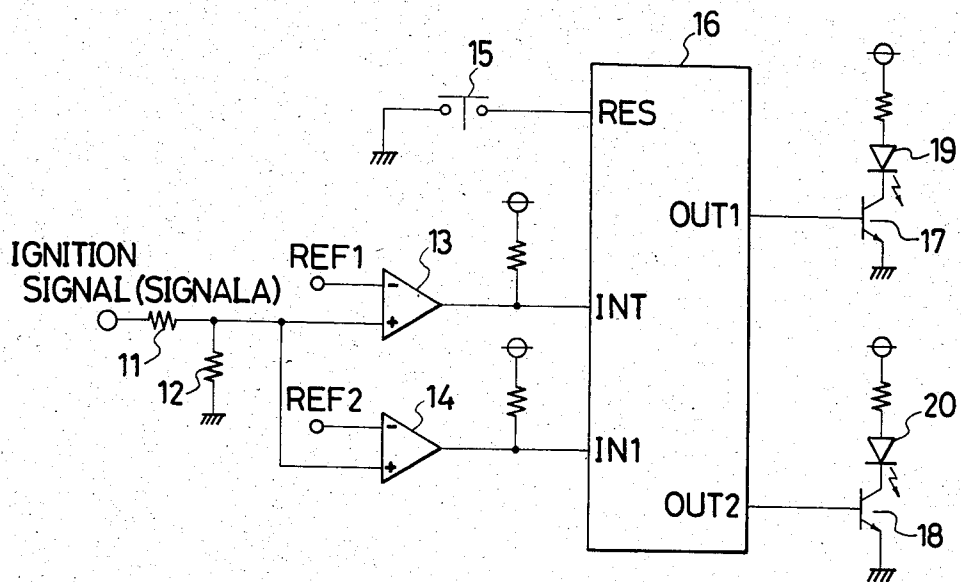 16
15
RES
19
OUT1
17
IGNITION
SIGNAL (SIGNALA)
REF1
13
-
+
INT
11
12
REF2
14
-
+
IN1
20
OUT2
18